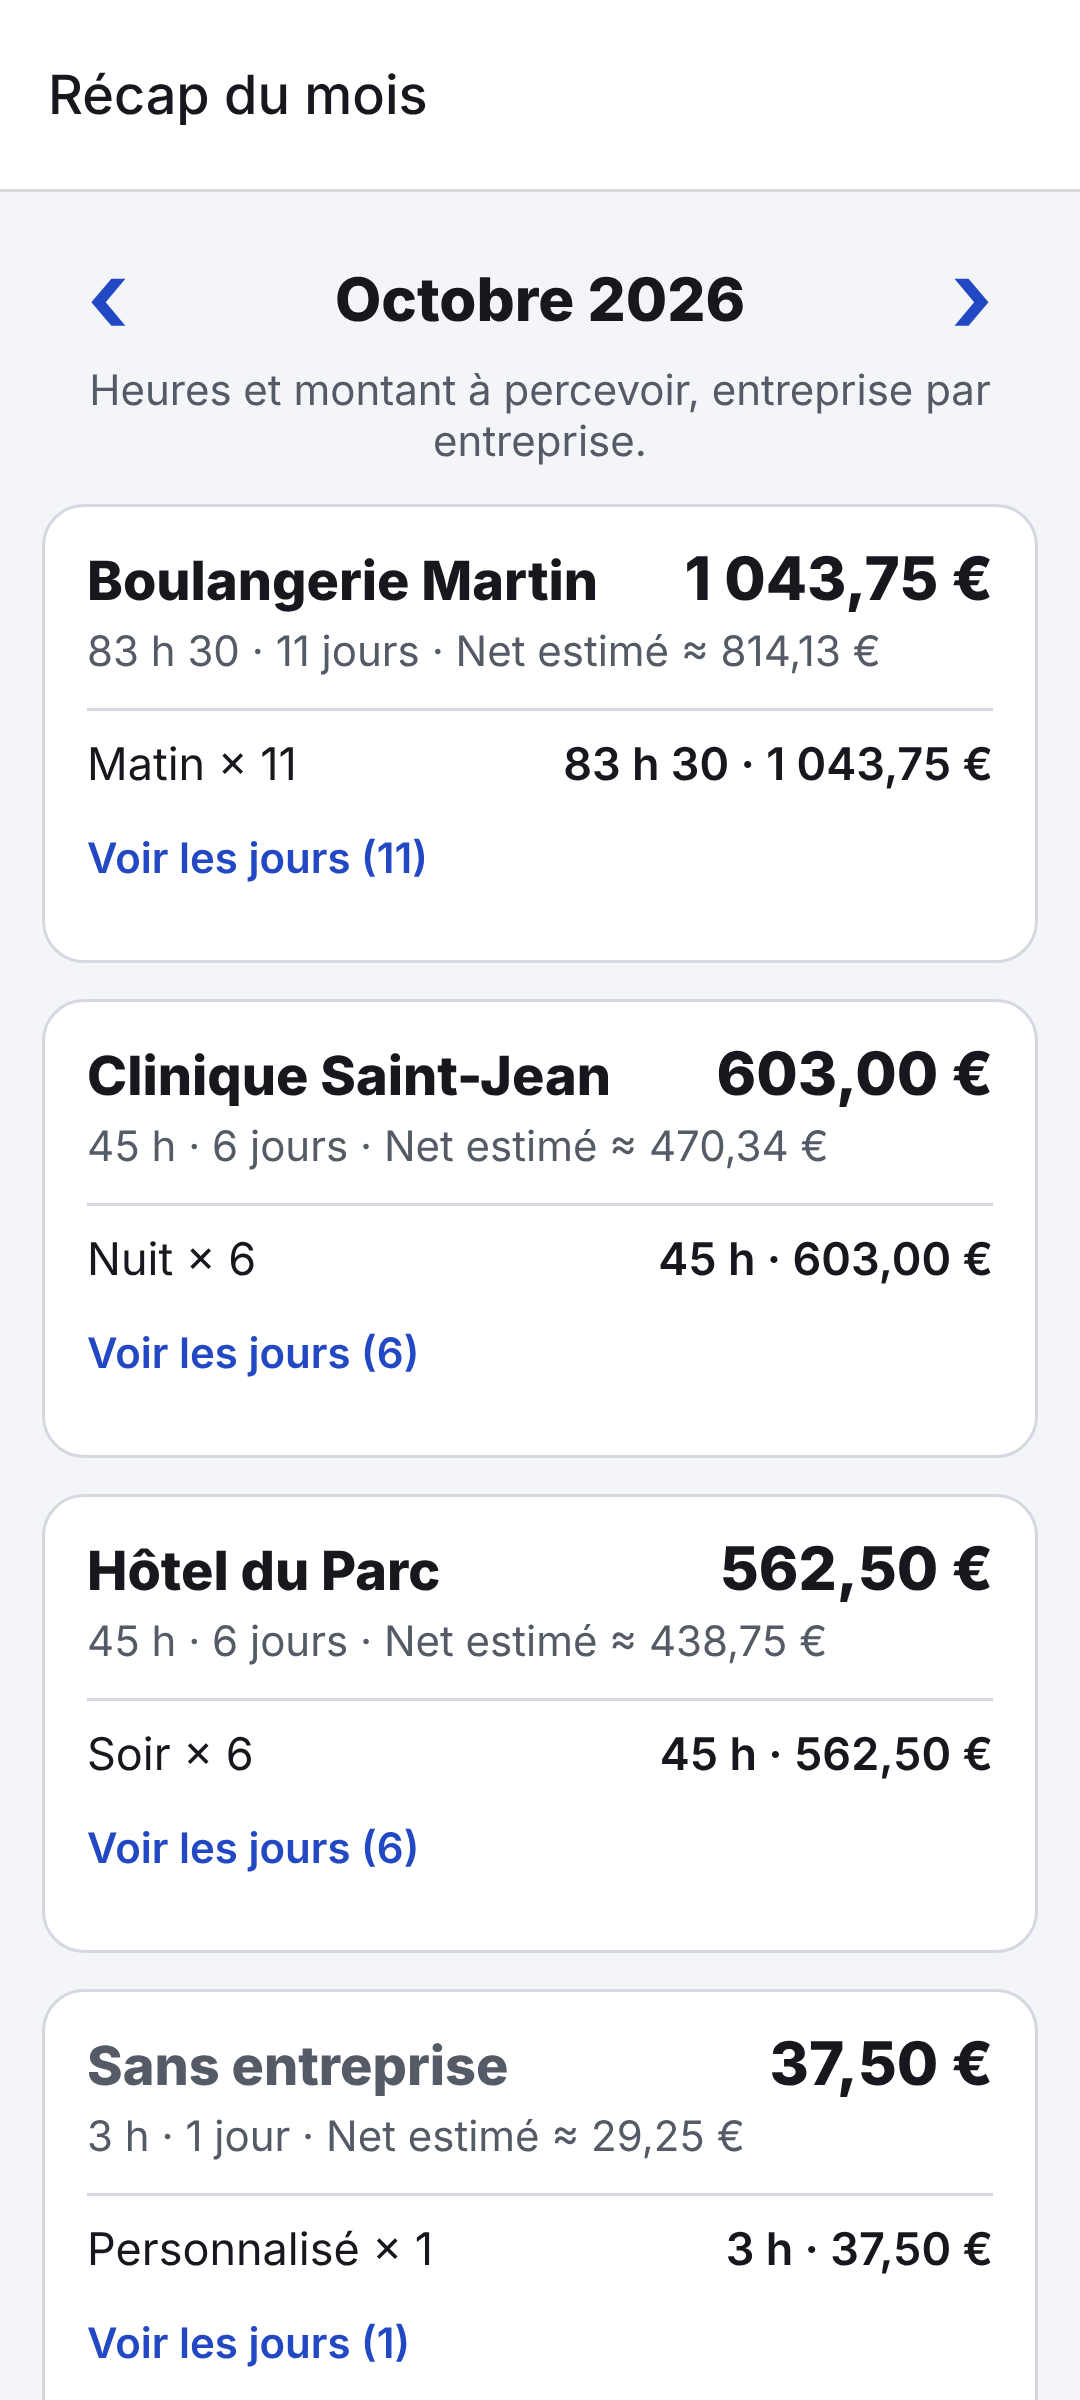 Récap du mois
Octobre 2026
Heures et montant à percevoir, entreprise par
entreprise.
Boulangerie Martin 1 043,75 €
83 h 30 · 11 jours · Net estimé ≈ 814,13 €
Matin × 11 83 h 30 · 1 043,75 €
Voir les jours (11)
Clinique Saint-Jean 603,00 €
45 h · 6 jours · Net estimé ≈ 470,34 €
Nuit × 6 45 h · 603,00 €
Voir les jours (6)
Hôtel du Parc 562,50 €
45 h · 6 jours · Net estimé ≈ 438,75 €
Soir × 6 45 h · 562,50 €
Voir les jours (6)
Sans entreprise 37,50 €
3 h · 1 jour · Net estimé ≈ 29,25 €
Personnalisé × 1 3 h · 37,50 €
Voir les jours (1)